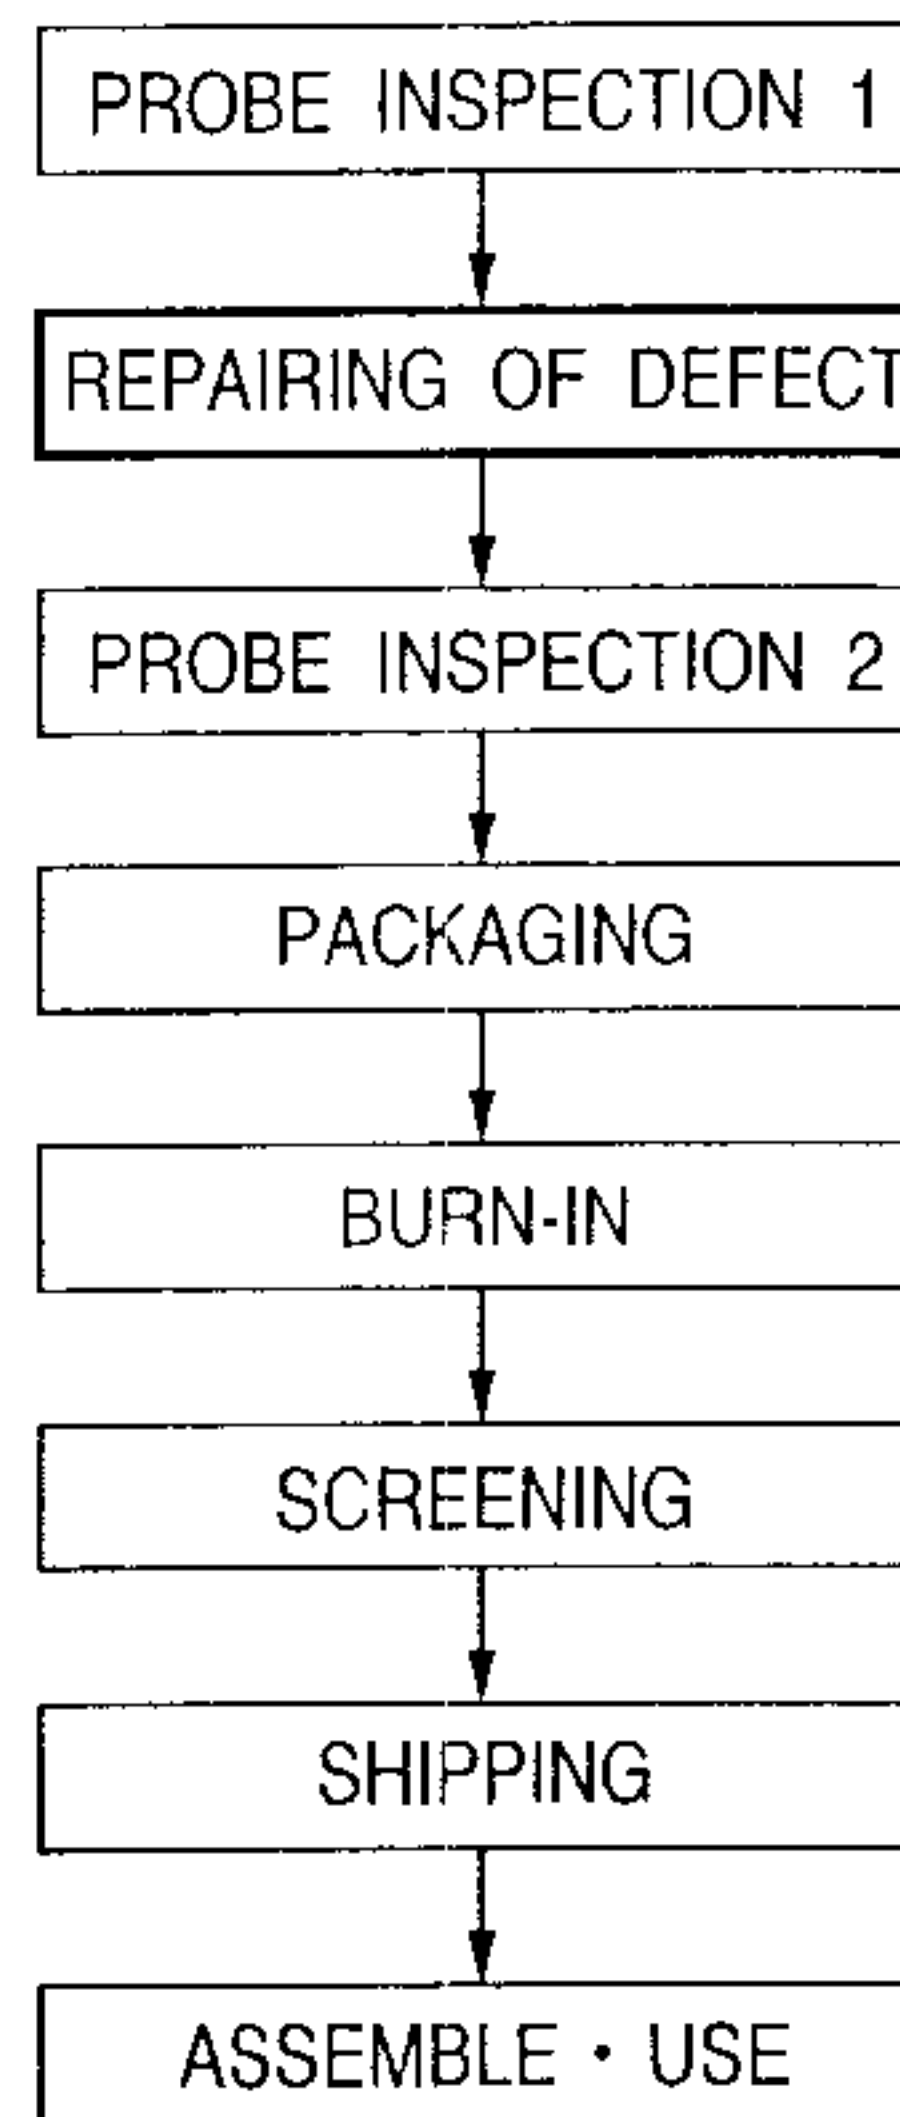 PROBE INSPECTION 1
REPAIRING OF DEFECT
PROBE INSPECTION 2
PACKAGING
BURN-IN
SCREENING
SHIPPING
ASSEMBLE・USE